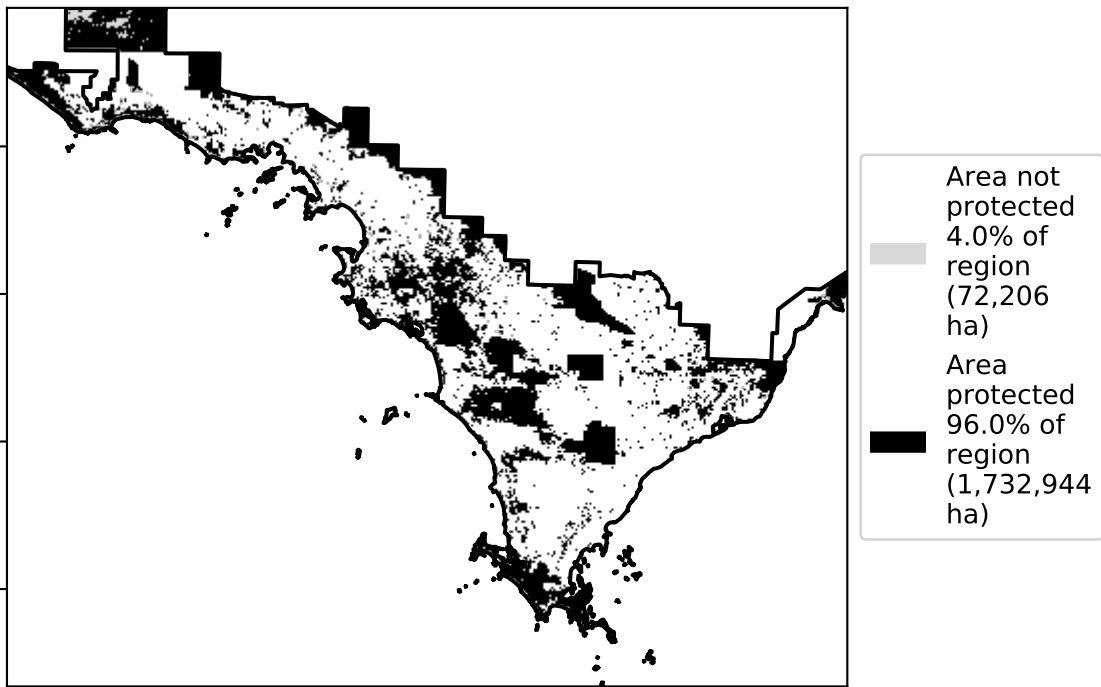 Area not
protected
4.0% of
region
(72,206
ha)
Area
protected
96.0% of
region
(1,732,944
ha)